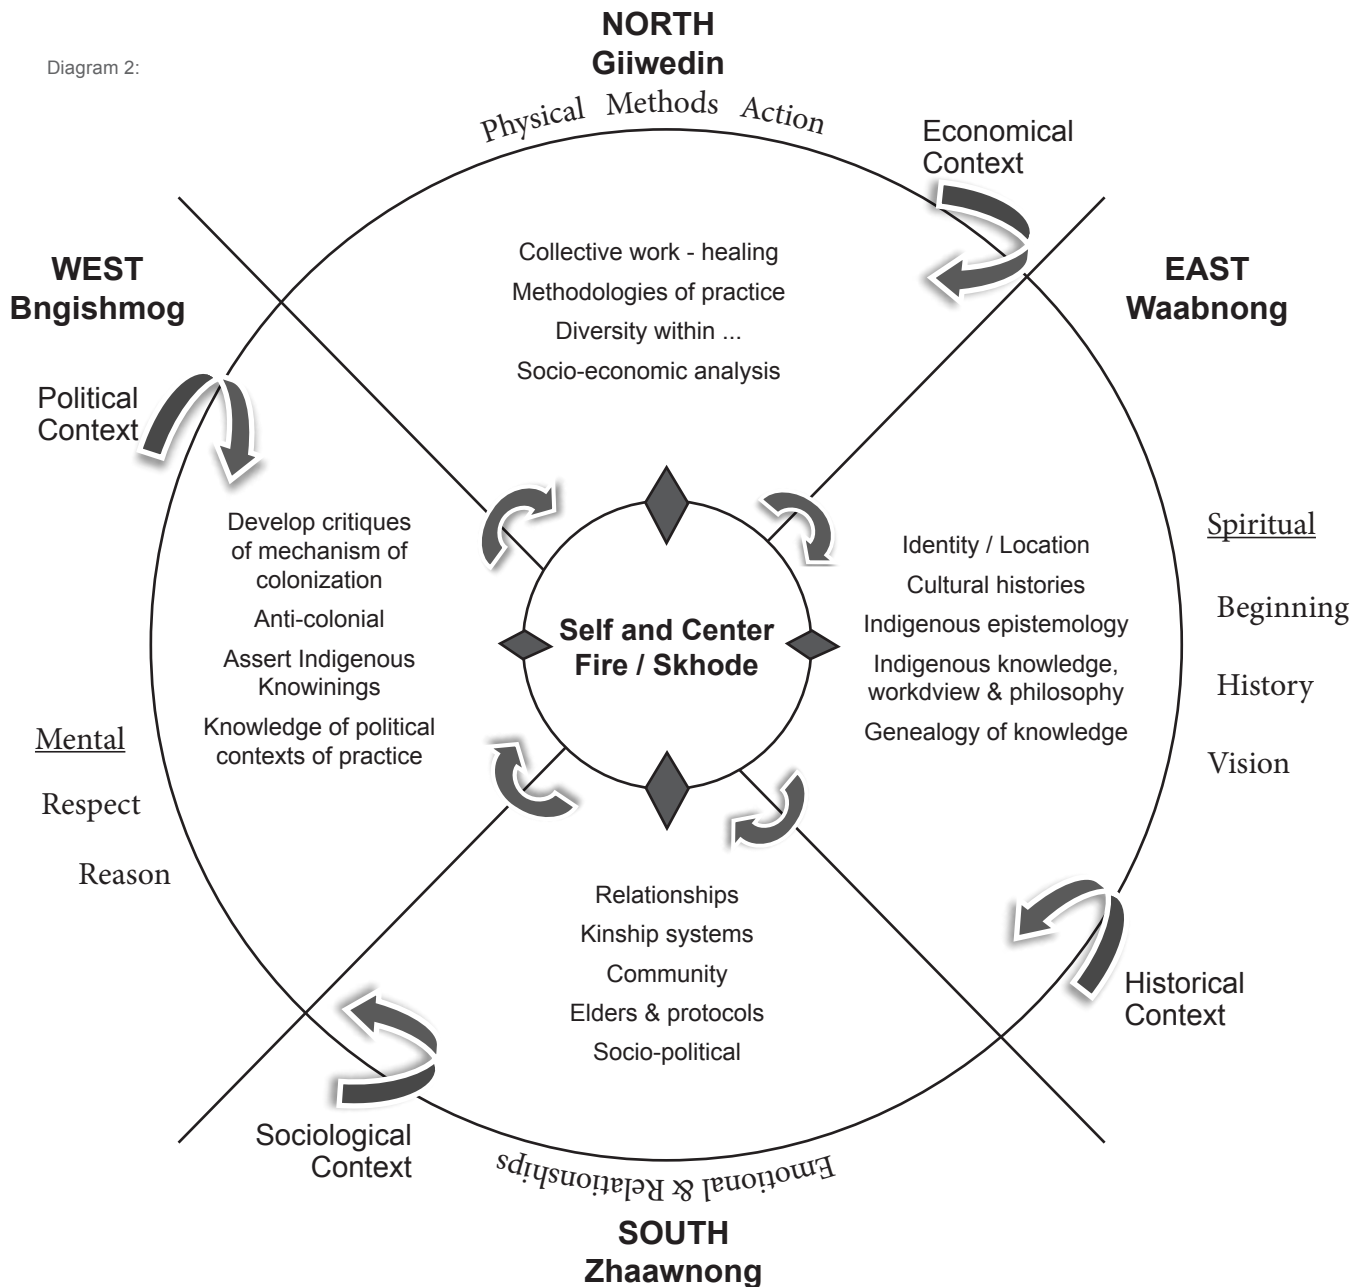 Diagram 2:
NORTH
Giiwedin
Physical Methods Action
Economical
Context
WEST
Bngishmog
EAST
Waabnong
Political
Context
Collective work - healing
Methodologies of practice
Diversity within ...
Socio-economic analysis
Develop critiques
of mechanism of
colonization
Anti-colonial
Assert Indigenous
Knowinings
Knowledge of political
contexts of practice
Self and Center
Fire / Skhode
Identity / Location
Cultural histories
Indigenous epistemology
Indigenous knowledge,
workdview & philosophy
Genealogy of knowledge
Spiritual
Beginning
History
Vision
Mental
Respect
Reason
Relationships
Kinship systems
Community
Elders & protocols
Socio-political
Historical
Context
Sociological
Context
Emotional & Relationships
SOUTH
Zhaawnong